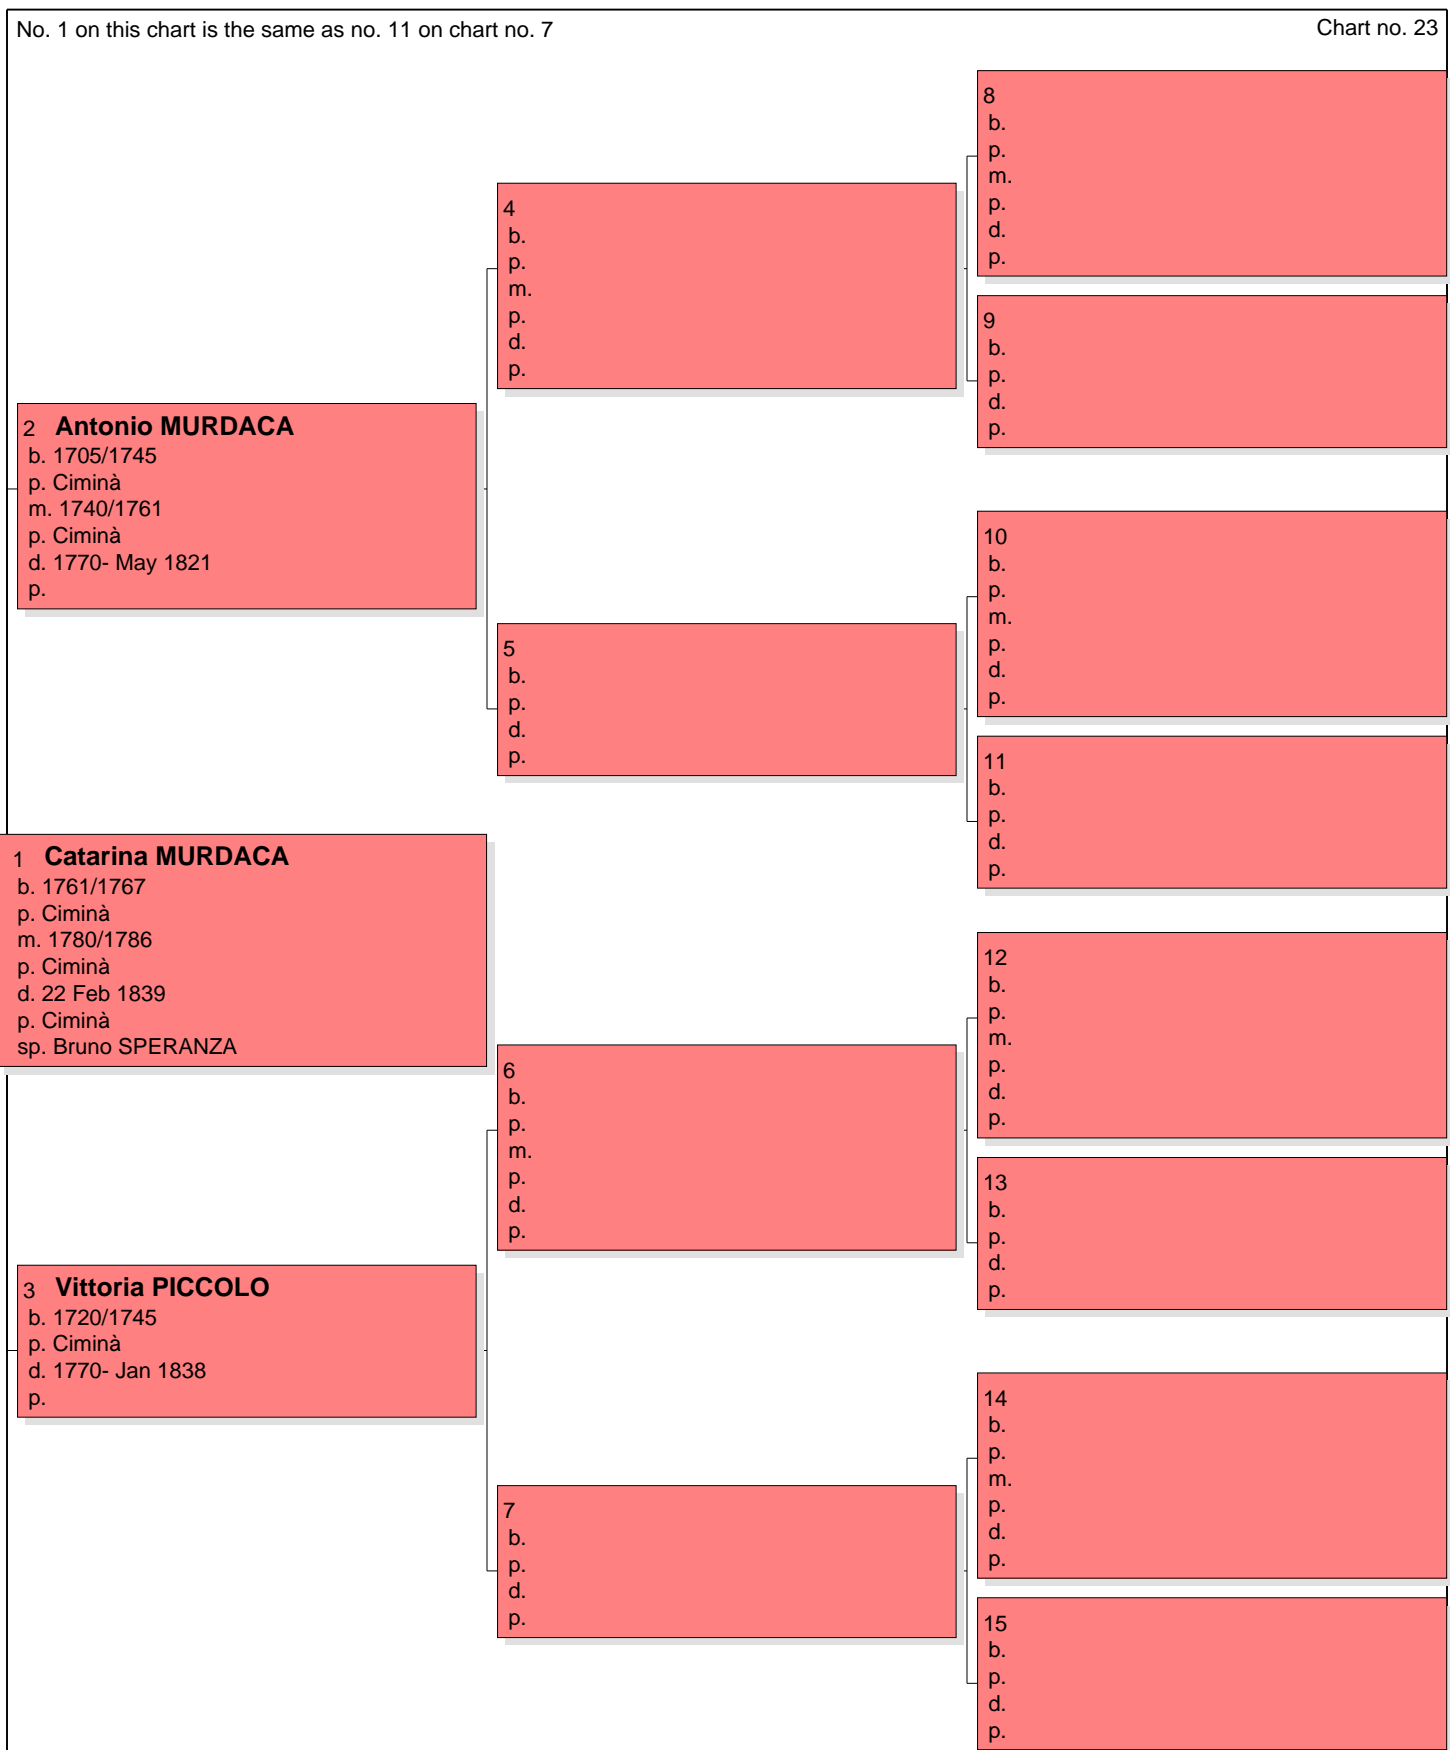 No. 1 on this chart is the same as no. 11 on chart no. 7
Chart no. 23
8
b.
p.
m.
p.
d.
p.
4
b.
p.
m.
p.
d.
p.
9
b.
p.
d.
p.
2 Antonio MURDACA
b. 1705/1745
p. Ciminà
m. 1740/1761
p. Ciminà
d. 1770- May 1821
p.
10
b.
p.
m.
p.
d.
p.
5
b.
p.
d.
p.
11
b.
p.
d.
p.
1 Catarina MURDACA
b. 1761/1767
p. Ciminà
m. 1780/1786
p. Ciminà
d. 22 Feb 1839
p. Ciminà
sp. Bruno SPERANZA
12
b.
p.
m.
p.
d.
p.
6
b.
p.
m.
p.
d.
p.
13
b.
p.
d.
p.
3 Vittoria PICCOLO
b. 1720/1745
p. Ciminà
d. 1770- Jan 1838
p.
14
b.
p.
m.
p.
d.
p.
7
b.
p.
d.
p.
15
b.
p.
d.
p.